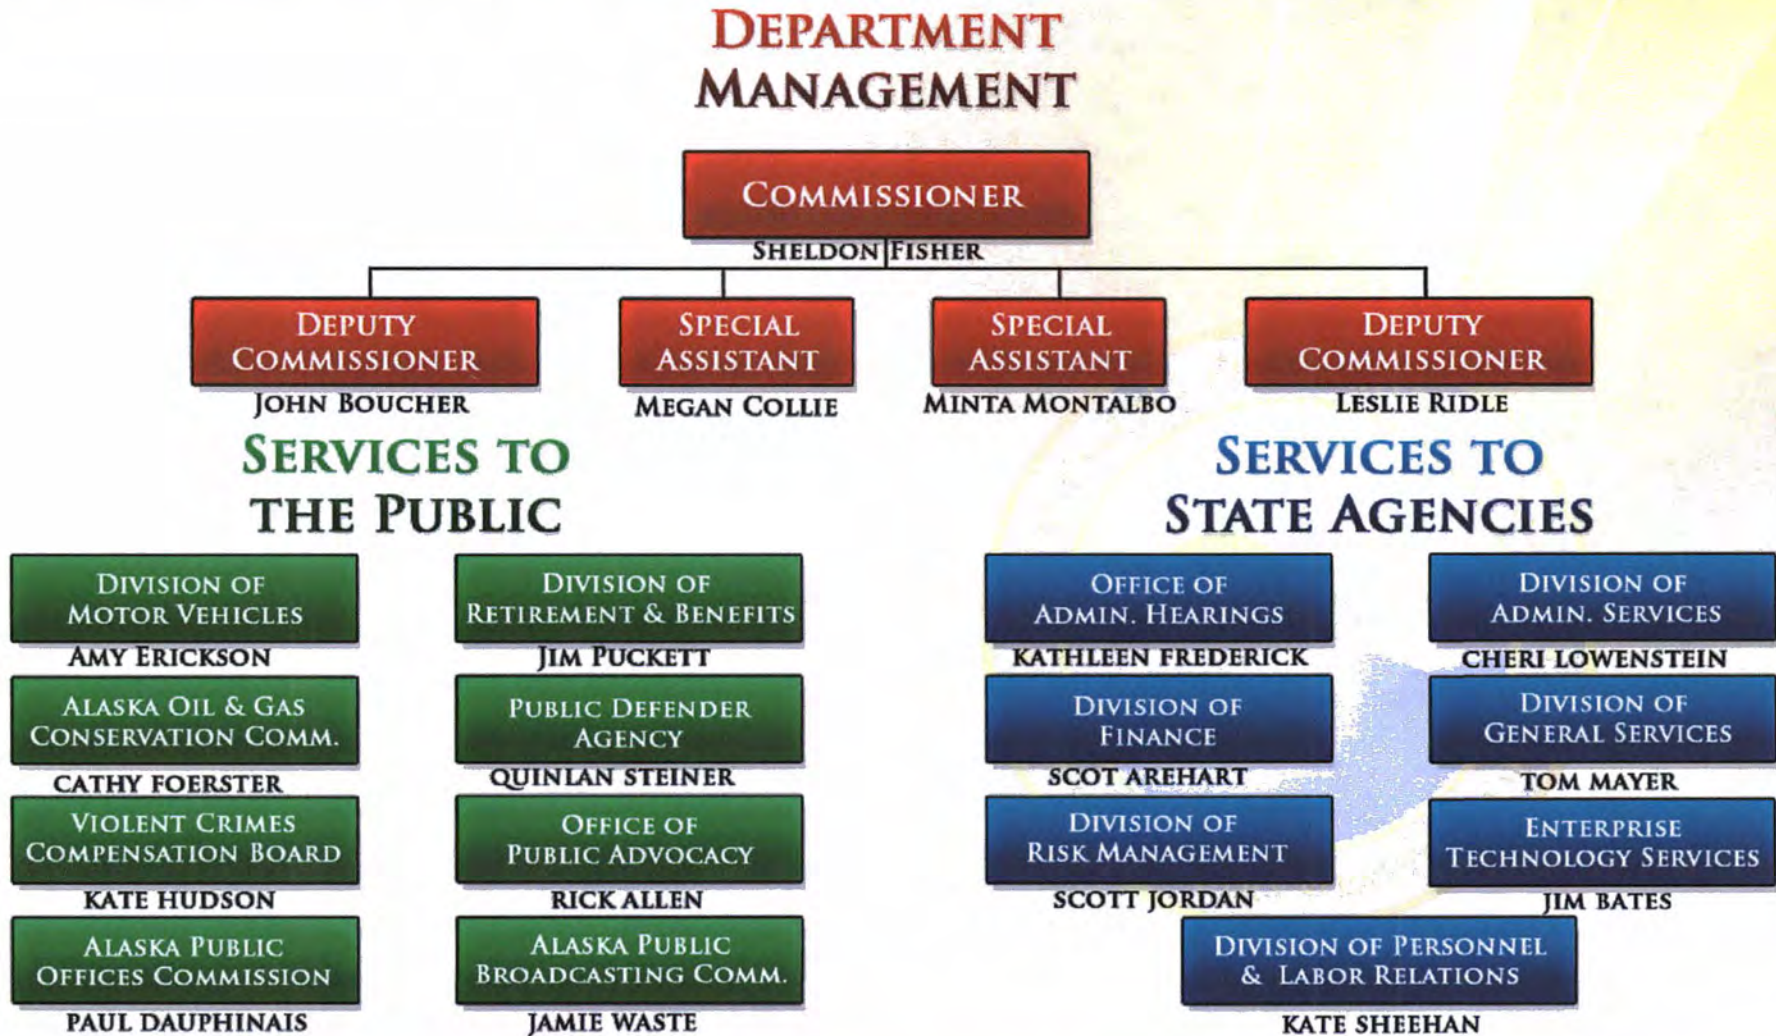 DEPARTMENT
MANAGEMENT
COMMISSIONER
SHELDON FISHER
DEPUTY
COMMISSIONER
JOHN BOUCHER
SPECIAL
ASSISTANT
MEGAN COLLIE
SPECIAL
ASSISTANT
MINTA MONTALBO
DEPUTY
COMMISSIONER
LESLIE RIDLE
SERVICES TO
THE PUBLIC
DIVISION OF
MOTOR VEHICLES
AMY ERICKSON
DIVISION OF
RETIREMENT & BENEFITS
JIM PUCKETT
ALASKA OIL & GAS
CONSERVATION COMM.
CATHY FOERSTER
PUBLIC DEFENDER
AGENCY
QUINLAN STEINER
VIOLENT CRIMES
COMPENSATION BOARD
KATE HUDSON
OFFICE OF
PUBLIC ADVOCACY
RICK ALLEN
ALASKA PUBLIC
OFFICES COMMISSION
PAUL DAUPHINAIS
ALASKA PUBLIC
BROADCASTING COMM.
JAMIE WASTE
SERVICES TO
STATE AGENCIES
OFFICE OF
ADMIN. HEARINGS
KATHLEEN FREDERICK
DIVISION OF
ADMIN. SERVICES
CHERI LOWENSTEIN
DIVISION OF
FINANCE
SCOT AREHART
DIVISION OF
GENERAL SERVICES
TOM MAYER
DIVISION OF
RISK MANAGEMENT
SCOTT JORDAN
ENTERPRISE
TECHNOLOGY SERVICES
JIM BATES
DIVISION OF PERSONNEL
& LABOR RELATIONS
KATE SHEEHAN